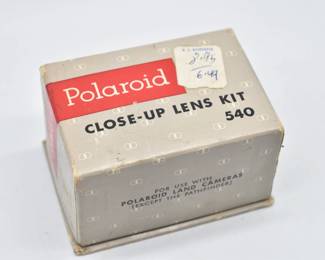 Polaroid
CLOSE-UP LENS KIT
540
FOR USE WITH
POLAROID LAND CAMERAS
(EXCEPT THE PATHFINDER)